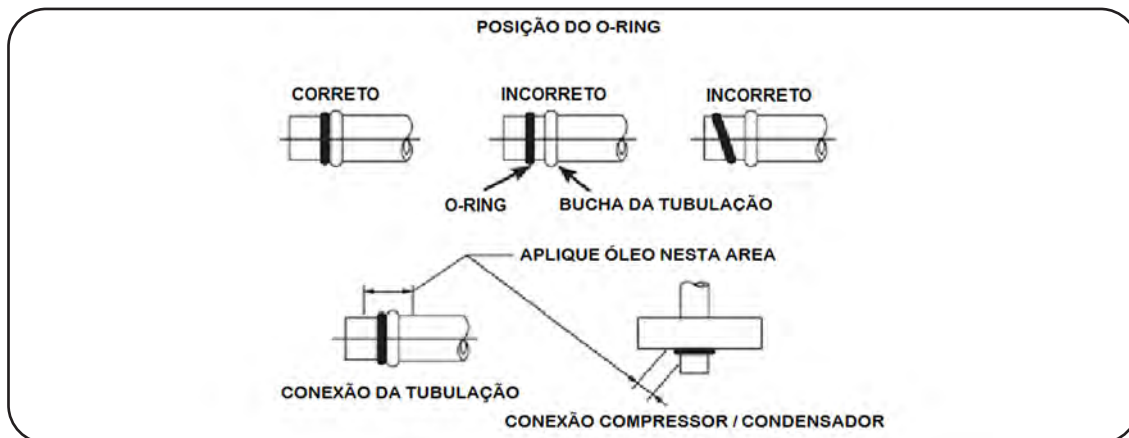 POSIÇÃO DO O-RING
CORRETO
INCORRETO
INCORRETO
O-RING
BUCHA DA TUBULAÇÃO
APLIQUE ÓLEO NESTA AREA
CONEXÃO DA TUBULAÇÃO
CONEXÃO COMPRESSOR / CONDENSADOR